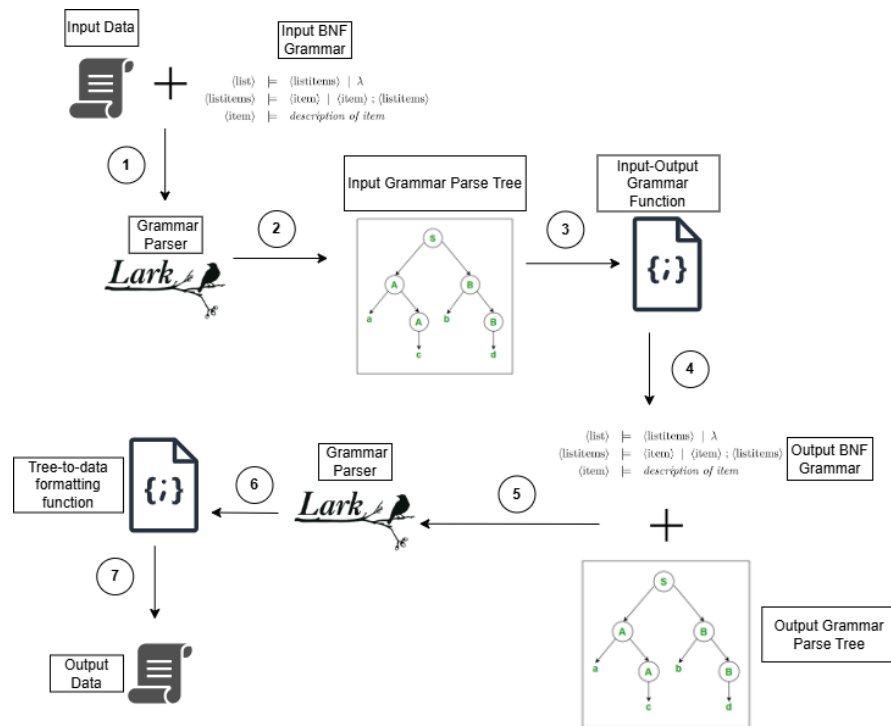 Input Data
Input BNF
Grammar
⟨list⟩ ⊨ ⟨listitems⟩ | λ
⟨listitems⟩ ⊨ ⟨item⟩ | ⟨item⟩ ; ⟨listitems⟩
⟨item⟩ ⊨ description of item
1
Grammar
Parser
Lark
2
Input Grammar Parse Tree
S
A B
a A b B
c d
3
Input-Output
Grammar
Function
{;}
4
⟨list⟩ ⊨ ⟨listitems⟩ | λ
⟨listitems⟩ ⊨ ⟨item⟩ | ⟨item⟩ ; ⟨listitems⟩
⟨item⟩ ⊨ description of item
Output BNF
Grammar
+
S
A B
a A b B
c d
Output Grammar
Parse Tree
5
Grammar
Parser
Lark
6
Tree-to-data
formatting
function
{;}
7
Output
Data